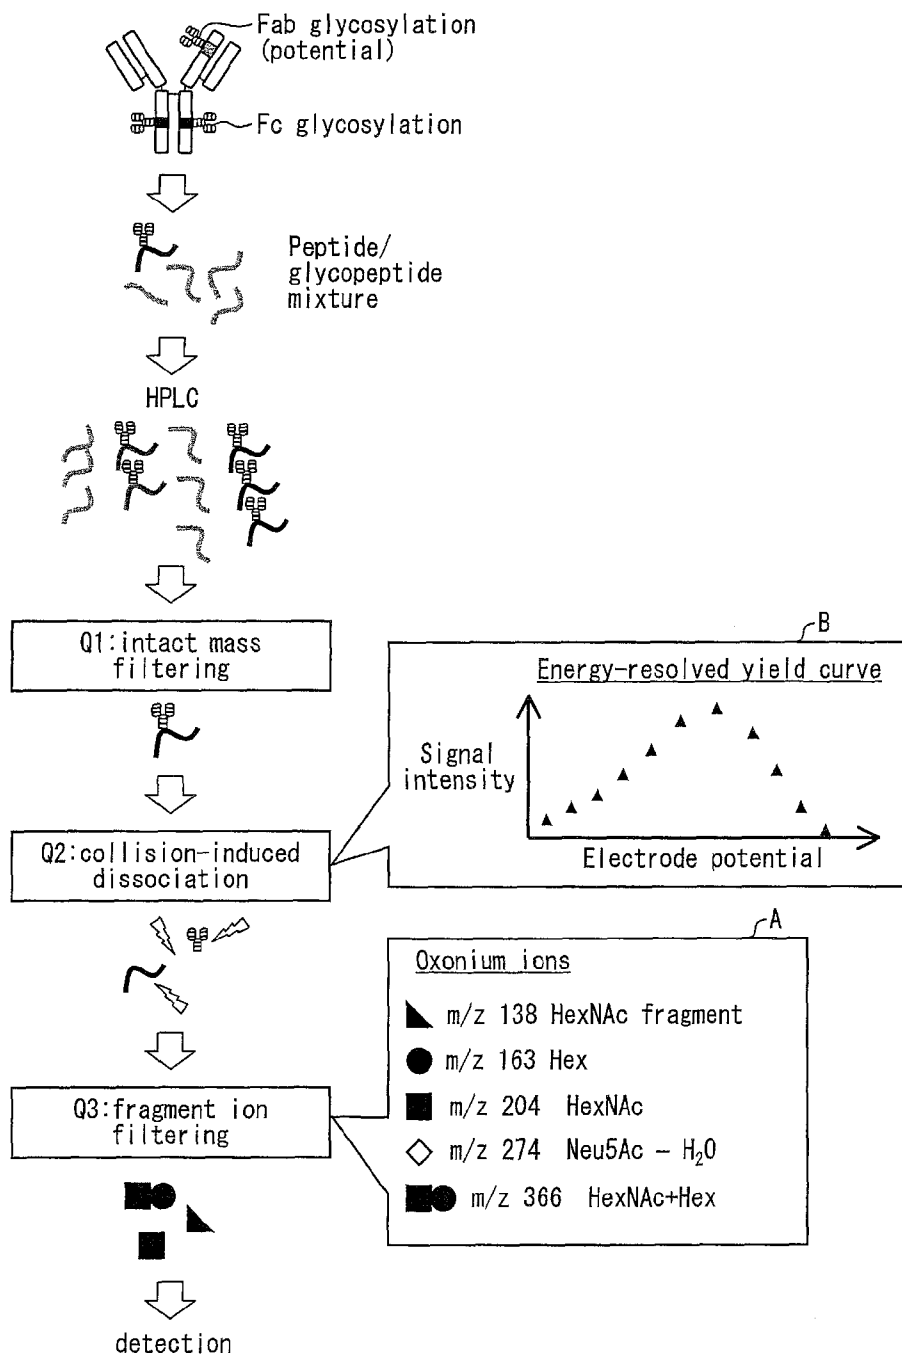 Fab glycosylation
(potential)
Fc glycosylation
Peptide/
glycopeptide
mixture
HPLC
Q1:intact mass
filtering
B
Energy-resolved yield curve
Signal
intensity
Electrode potential
Q2:collision-induced
dissociation
A
Oxonium ions
m/z 138 HexNAc fragment
m/z 163 Hex
m/z 204 HexNAc
m/z 274 Neu5Ac − H₂O
m/z 366 HexNAc+Hex
Q3:fragment ion
filtering
detection